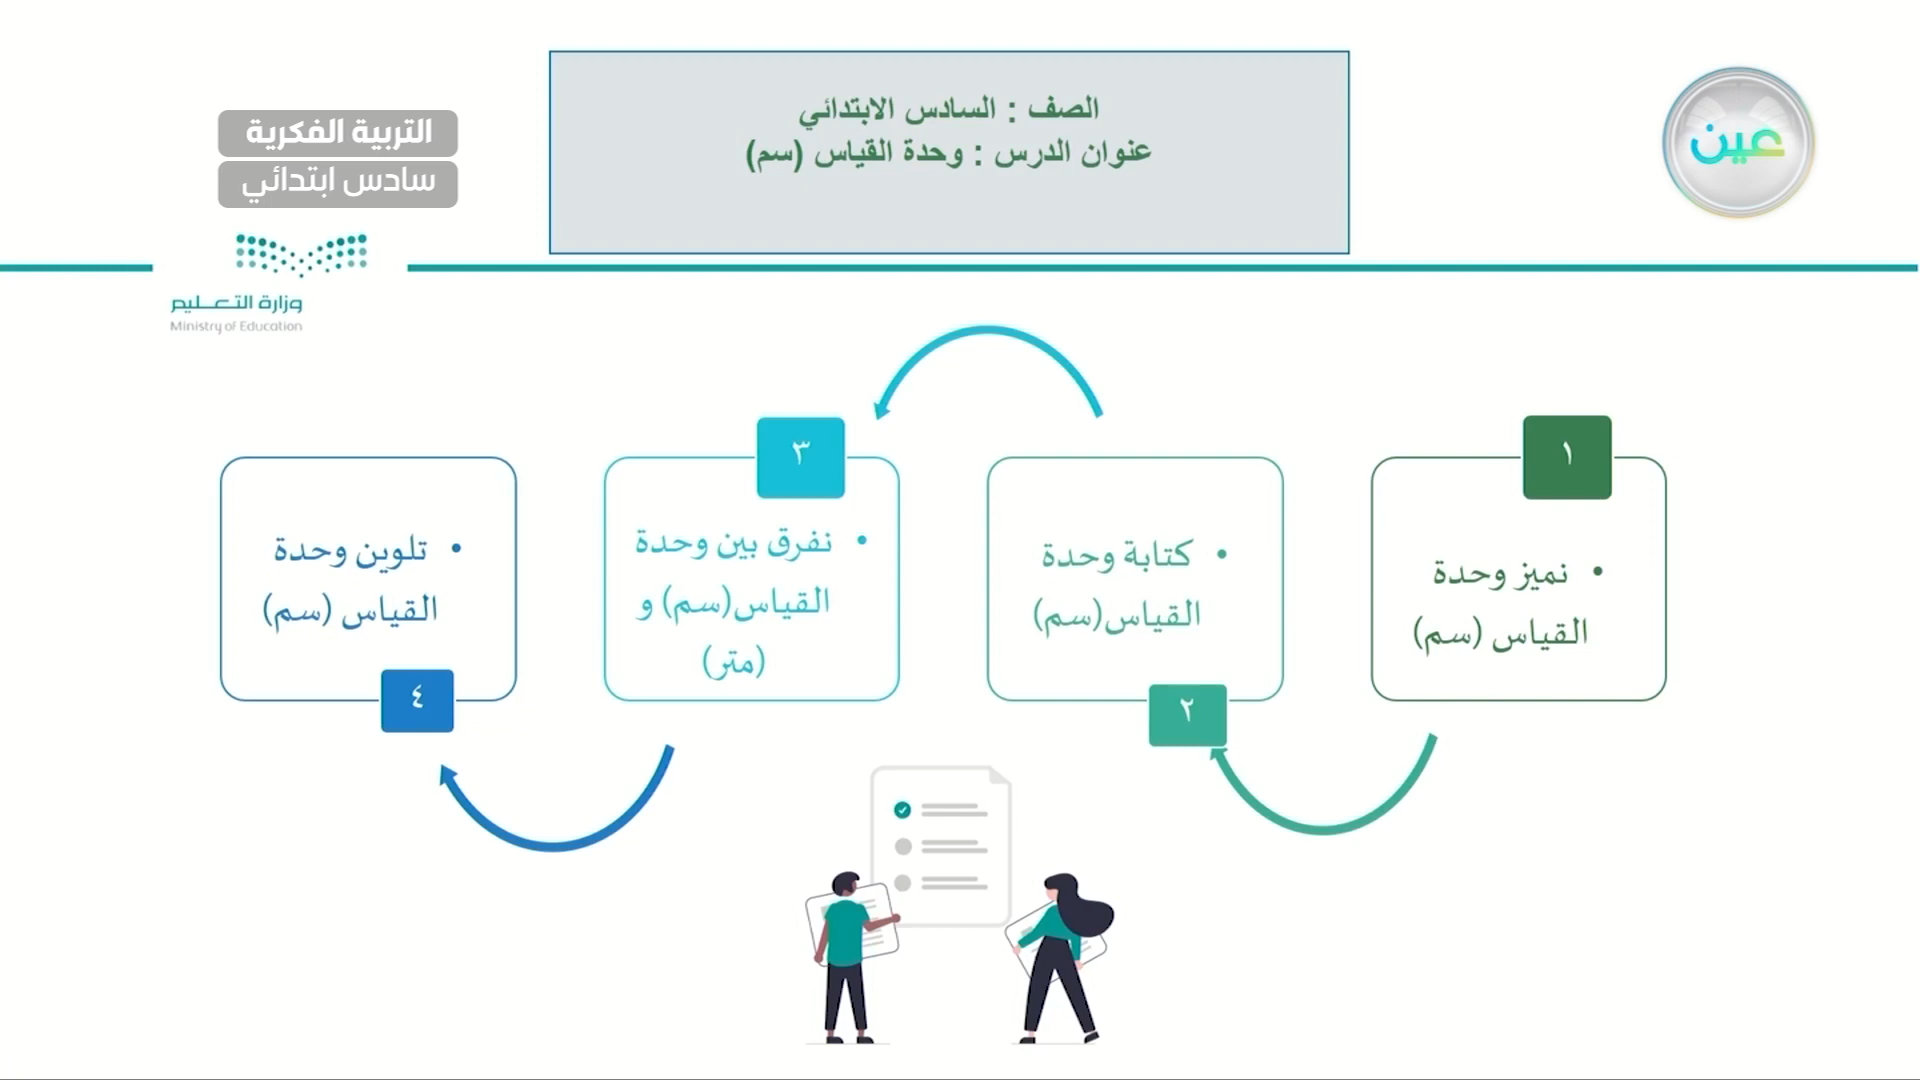 الصف : السادس الابتدائي
عنوان الدرس : وحدة القياس (سم)
عين
التربية الفكرية
سادس ابتدائي
وزارة التعليم
Ministry of Education
١
• نميز وحدة
القياس (سم)
• كتابة وحدة
القياس(سم)
٢
٣
• نفرق بين وحدة
القياس(سم) و
(متر)
• تلوين وحدة
القياس (سم)
٤